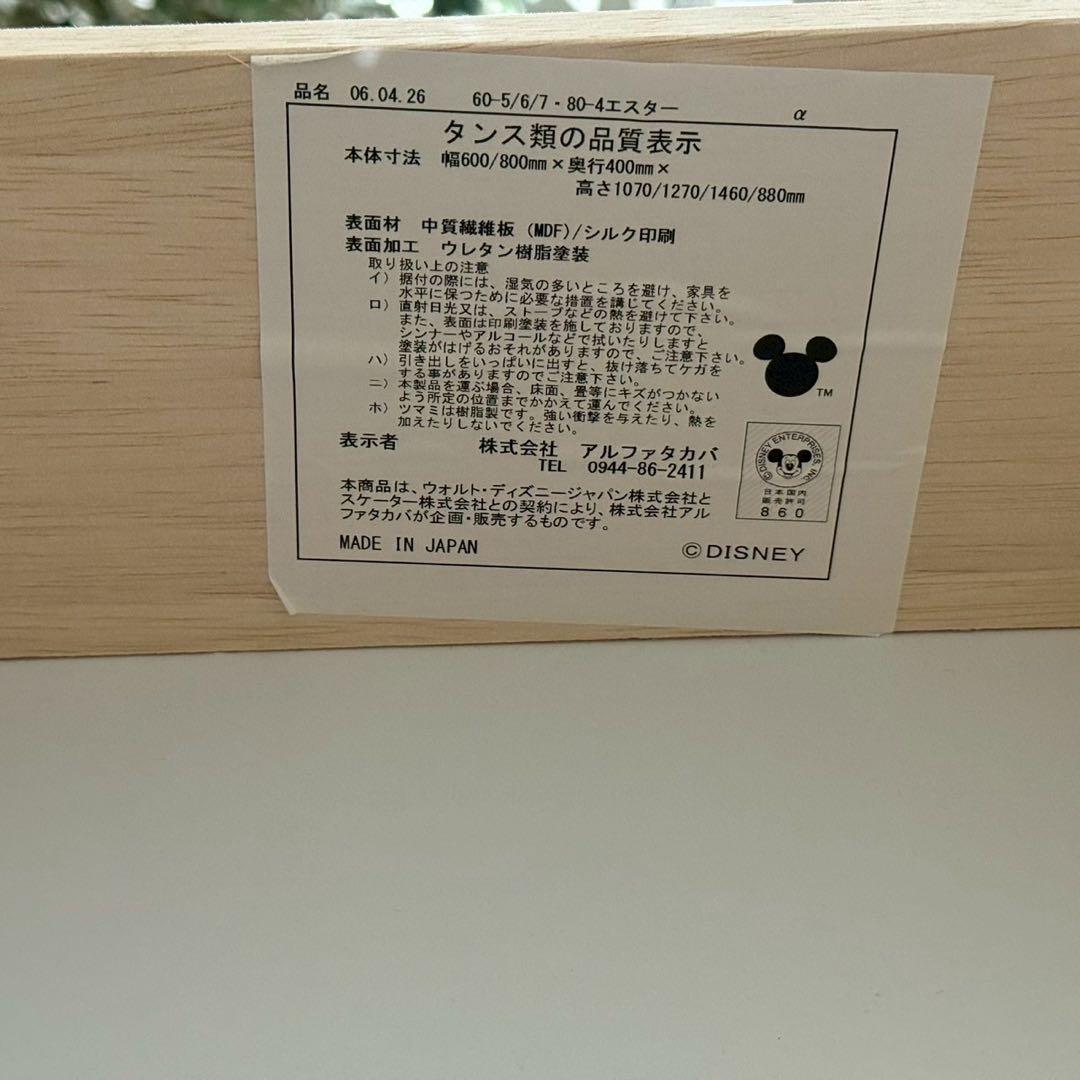 品名 06.04.26 60-5/6/7・80-4エスター α
タンス類の品質表示
本体寸法 幅600/800mm×奥行400mm×
高さ1070/1270/1460/880mm
表面材 中質繊維板(MDF)/シルク印刷
表面加工 ウレタン樹脂塗装
取り扱い上の注意
イ）据付の際には、湿気の多いところを避け、家具を
水平に保つために必要な措置を講じてください。
ロ）直射日光又は、ストーブなどの熱を避けて下さい。
また、表面は印刷塗装を施しておりますので、
シンナーやアルコールなどで拭いたりしますと
塗装がはげるおそれがありますので、ご注意下さい。
ハ）引き出しをいっぱいに出すと、抜け落ちてケガを
する事がありますのでご注意下さい。
ニ）本製品を運ぶ場合、床面、畳等にキズがつかない
よう所定の位置までかかえて運んでください。
ホ）ツマミは樹脂製です。強い衝撃を与えたり、熱を
加えたりしないでください。
TM
表示者 株式会社 アルファタカバ
TEL 0944-86-2411
©DISNEY ENTERPRISES, INC.
日本国内
販売許可
860
本商品は、ウォルト・ディズニージャパン株式会社と
スケーター株式会社との契約により、株式会社アル
ファタカバが企画・販売するものです。
MADE IN JAPAN ©DISNEY